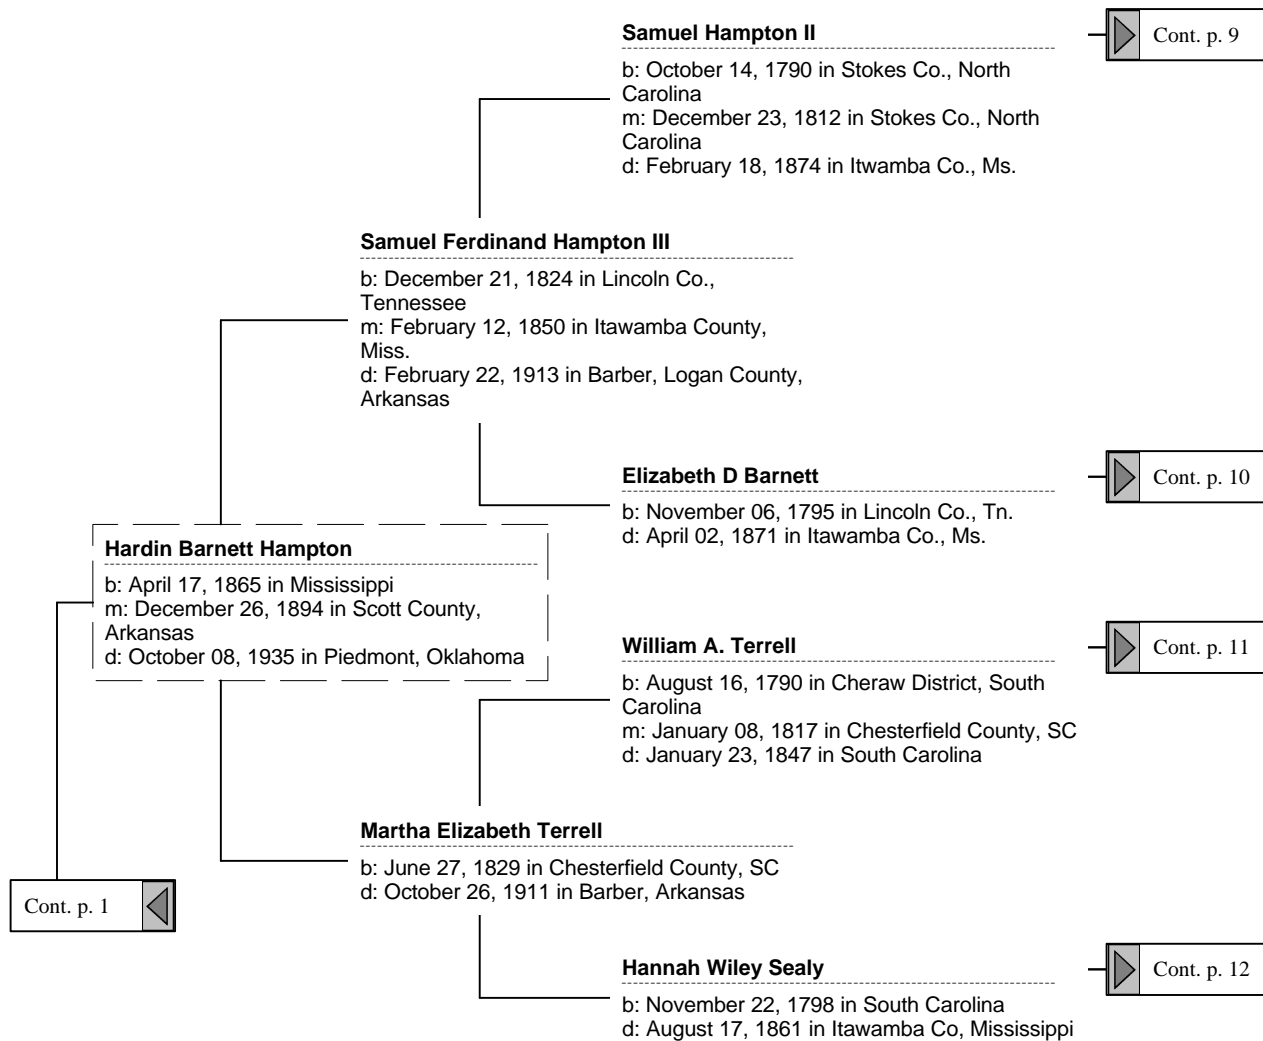 Samuel Hampton II
Cont. p. 9
b: October 14, 1790 in Stokes Co., North
Carolina
m: December 23, 1812 in Stokes Co., North
Carolina
d: February 18, 1874 in Itwamba Co., Ms.
Samuel Ferdinand Hampton III
b: December 21, 1824 in Lincoln Co.,
Tennessee
m: February 12, 1850 in Itawamba County,
Miss.
d: February 22, 1913 in Barber, Logan County,
Arkansas
Elizabeth D Barnett
Cont. p. 10
b: November 06, 1795 in Lincoln Co., Tn.
d: April 02, 1871 in Itawamba Co., Ms.
Hardin Barnett Hampton
b: April 17, 1865 in Mississippi
m: December 26, 1894 in Scott County,
Arkansas
d: October 08, 1935 in Piedmont, Oklahoma
William A. Terrell
Cont. p. 11
b: August 16, 1790 in Cheraw District, South
Carolina
m: January 08, 1817 in Chesterfield County, SC
d: January 23, 1847 in South Carolina
Martha Elizabeth Terrell
b: June 27, 1829 in Chesterfield County, SC
d: October 26, 1911 in Barber, Arkansas
Cont. p. 1
Hannah Wiley Sealy
Cont. p. 12
b: November 22, 1798 in South Carolina
d: August 17, 1861 in Itawamba Co, Mississippi